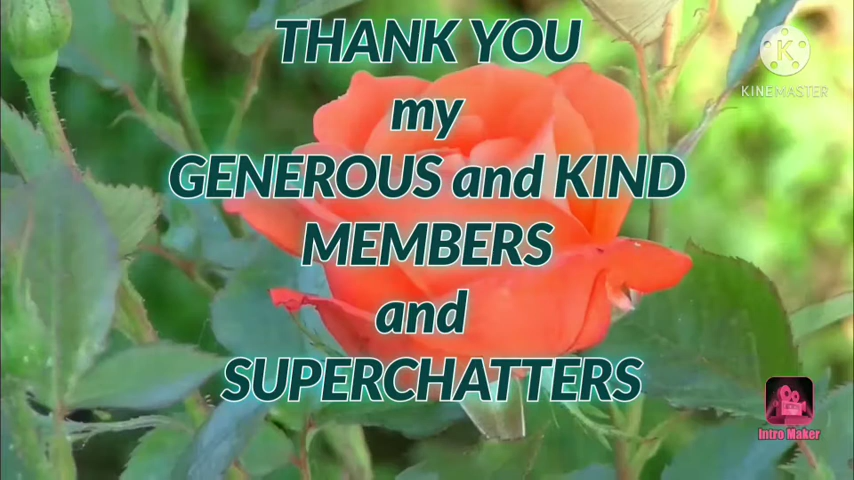 THANK YOU
my
GENEROUS and KIND
MEMBERS
and
SUPERCHATTERS
K
KINEMASTER
Intro Maker